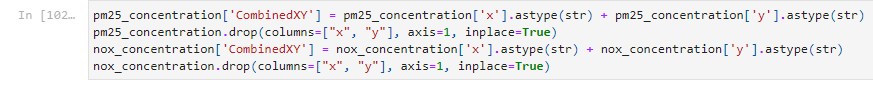 In [102…
pm25_concentration['CombinedXY'] = pm25_concentration['x'].astype(str) + pm25_concentration['y'].astype(str)
pm25_concentration.drop(columns=["x", "y"], axis=1, inplace=True)
nox_concentration['CombinedXY'] = nox_concentration['x'].astype(str) + nox_concentration['y'].astype(str)
nox_concentration.drop(columns=["x", "y"], axis=1, inplace=True)